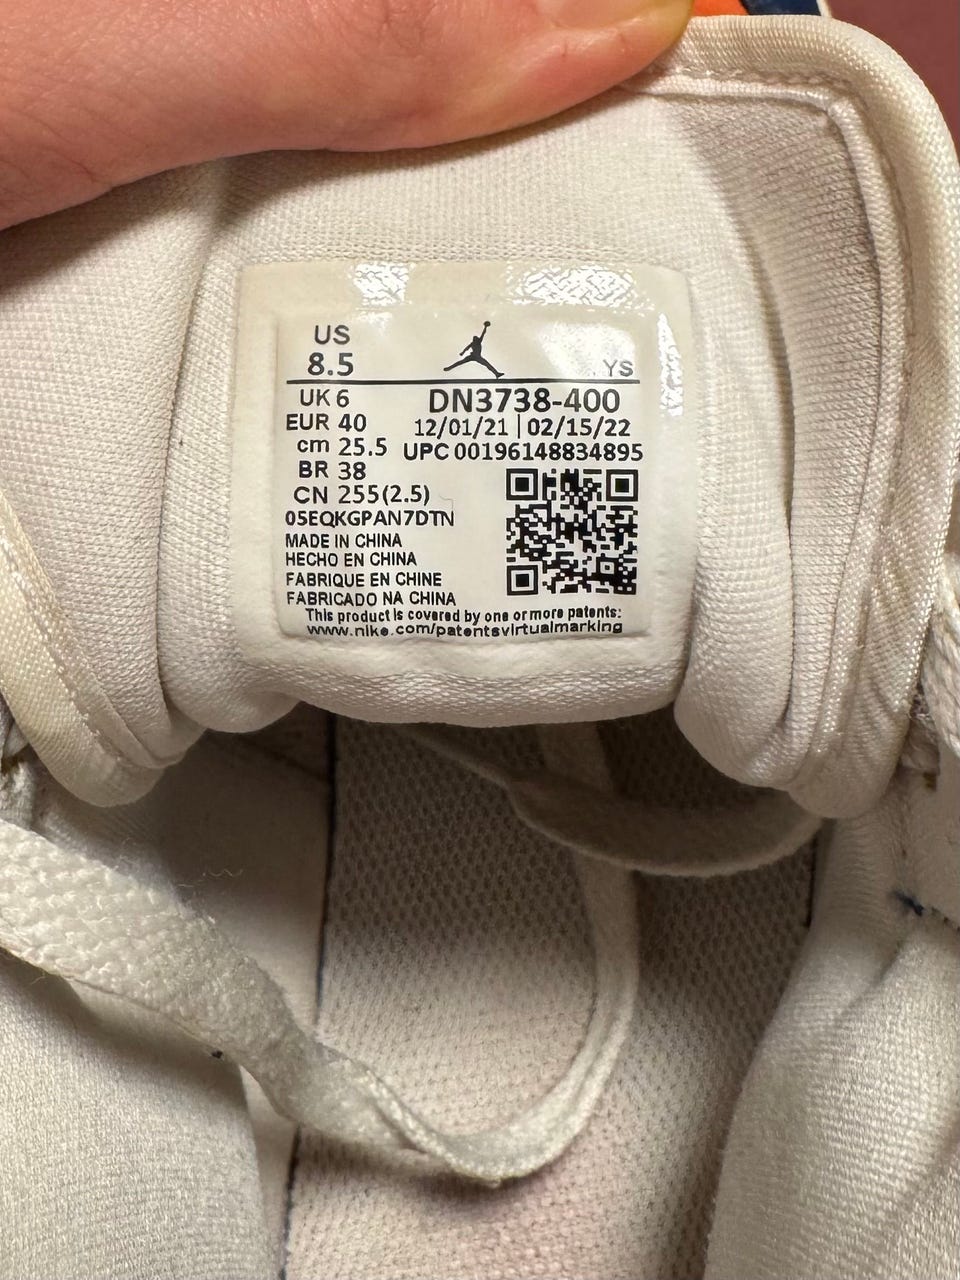 US
8.5
YS
UK 6
DN3738-400
EUR 40
12/01/21 | 02/15/22
cm 25.5
UPC 00196148834895
BR 38
CN 255(2.5)
05EQKGPAN7DTN
MADE IN CHINA
HECHO EN CHINA
FABRIQUE EN CHINE
FABRICADO NA CHINA
This product is covered by one or more patents:
www.nike.com/patentsvirtualmarking